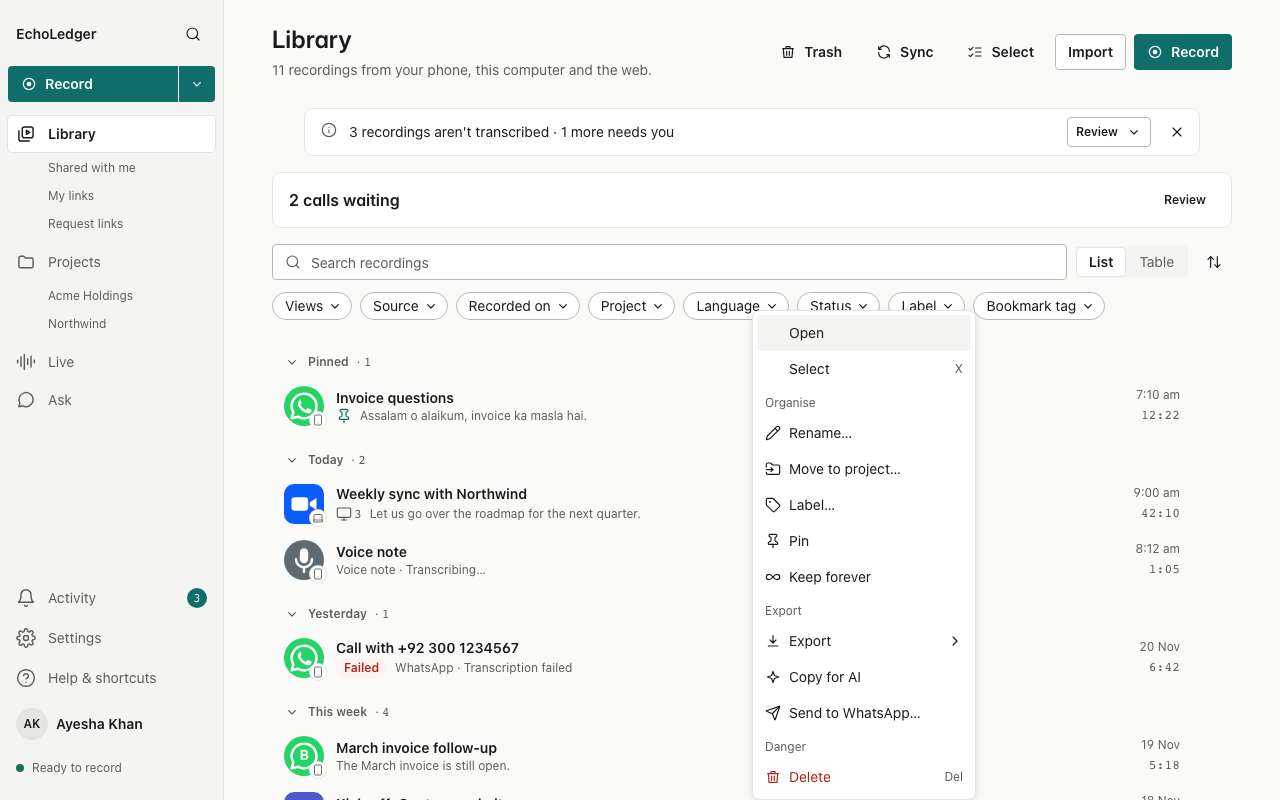 EchoLedger
Record
Library
Shared with me
My links
Request links
Projects
Acme Holdings
Northwind
Live
Ask
Activity 3
Settings
Help & shortcuts
AK Ayesha Khan
Ready to record
Library
11 recordings from your phone, this computer and the web.
Trash Sync Select Import Record
3 recordings aren't transcribed · 1 more needs you Review
2 calls waiting Review
Search recordings List Table
Views Source Recorded on Project Language Status Label Bookmark tag
Pinned · 1
Invoice questions 7:10 am
Assalam o alaikum, invoice ka masla hai. 12:22
Today · 2
Weekly sync with Northwind 9:00 am
3 Let us go over the roadmap for the next quarter. 42:10
Voice note 8:12 am
Voice note · Transcribing... 1:05
Yesterday · 1
Call with +92 300 1234567 20 Nov
Failed WhatsApp · Transcription failed 6:42
This week · 4
B March invoice follow-up 19 Nov
The March invoice is still open. 5:18
Open
Select X
Organise
Rename...
Move to project...
Label...
Pin
Keep forever
Export
Export
Copy for AI
Send to WhatsApp...
Danger
Delete Del